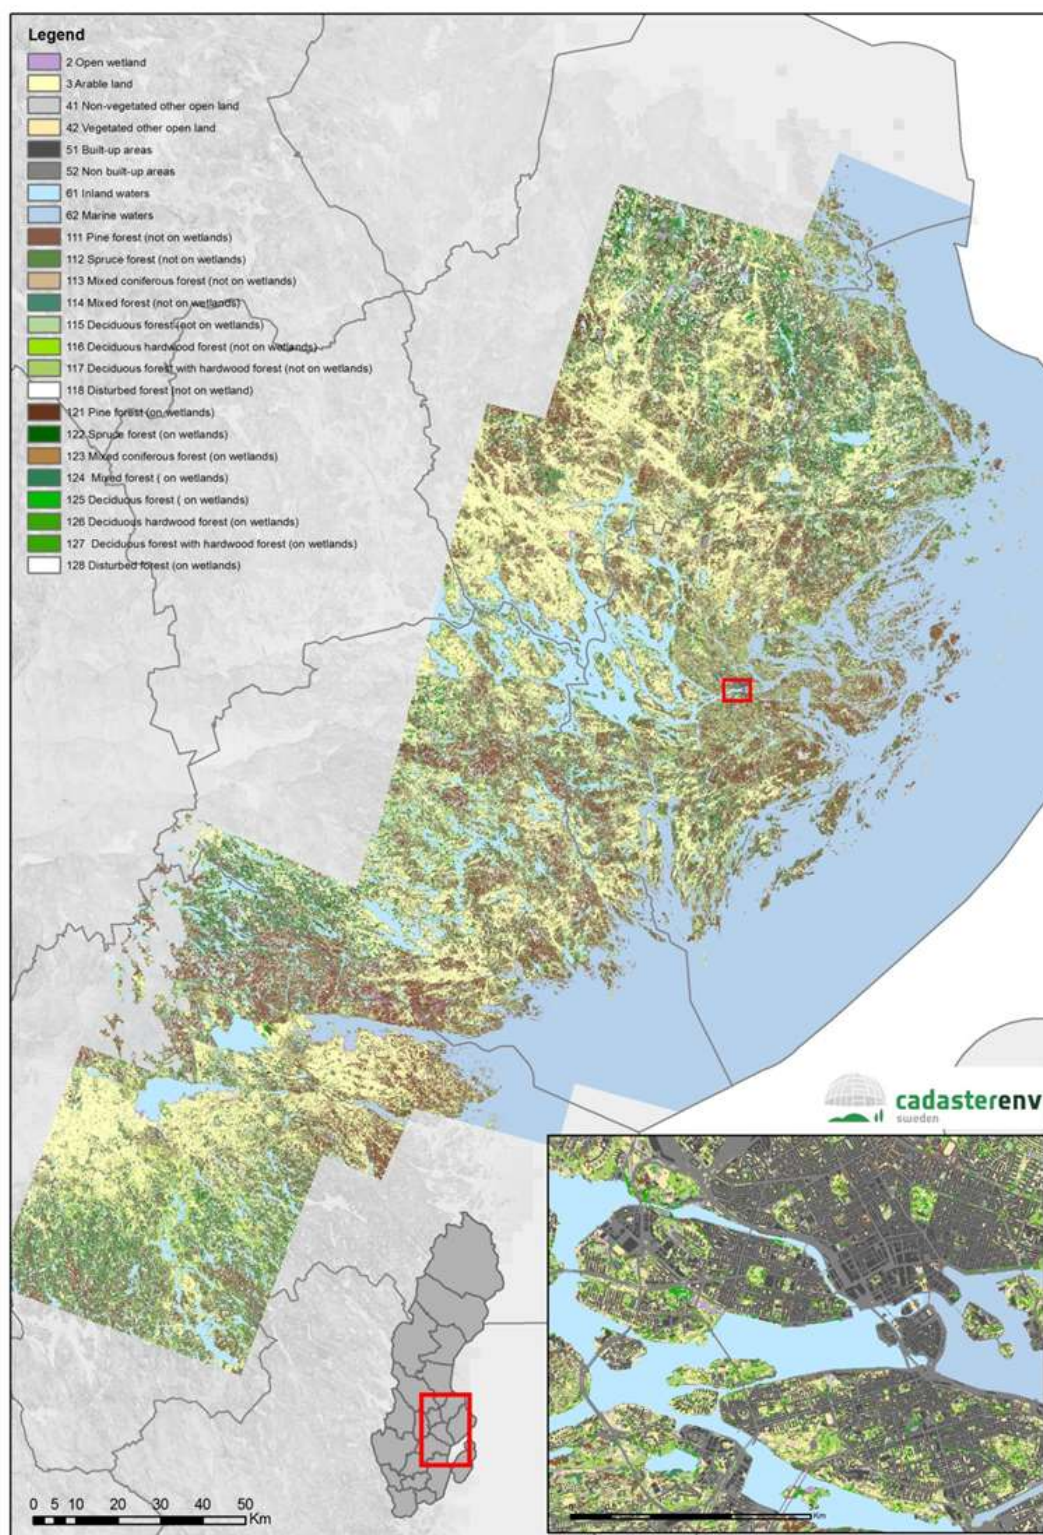 Legend
2 Open wetland
3 Arable land
41 Non-vegetated other open land
42 Vegetated other open land
51 Built-up areas
52 Non built-up areas
61 Inland waters
62 Marine waters
111 Pine forest (not on wetlands)
112 Spruce forest (not on wetlands)
113 Mixed coniferous forest (not on wetlands)
114 Mixed forest (not on wetlands)
115 Deciduous forest (not on wetlands)
116 Deciduous hardwood forest (not on wetlands)
117 Deciduous forest with hardwood forest (not on wetlands)
118 Disturbed forest (not on wetland)
121 Pine forest (on wetlands)
122 Spruce forest (on wetlands)
123 Mixed coniferous forest (on wetlands)
124 Mixed forest ( on wetlands)
125 Deciduous forest ( on wetlands)
126 Deciduous hardwood forest (on wetlands)
127 Deciduous forest with hardwood forest (on wetlands)
128 Disturbed forest (on wetlands)
cadasterenv
sweden
0 5 10 20 30 40 50
Km
Km